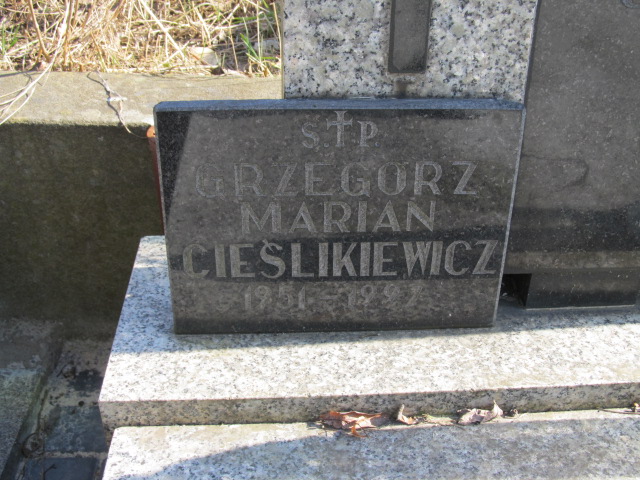 Ś.†P.
GRZEGORZ
MARIAN
CIEŚLIKIEWICZ
1951 - 1992